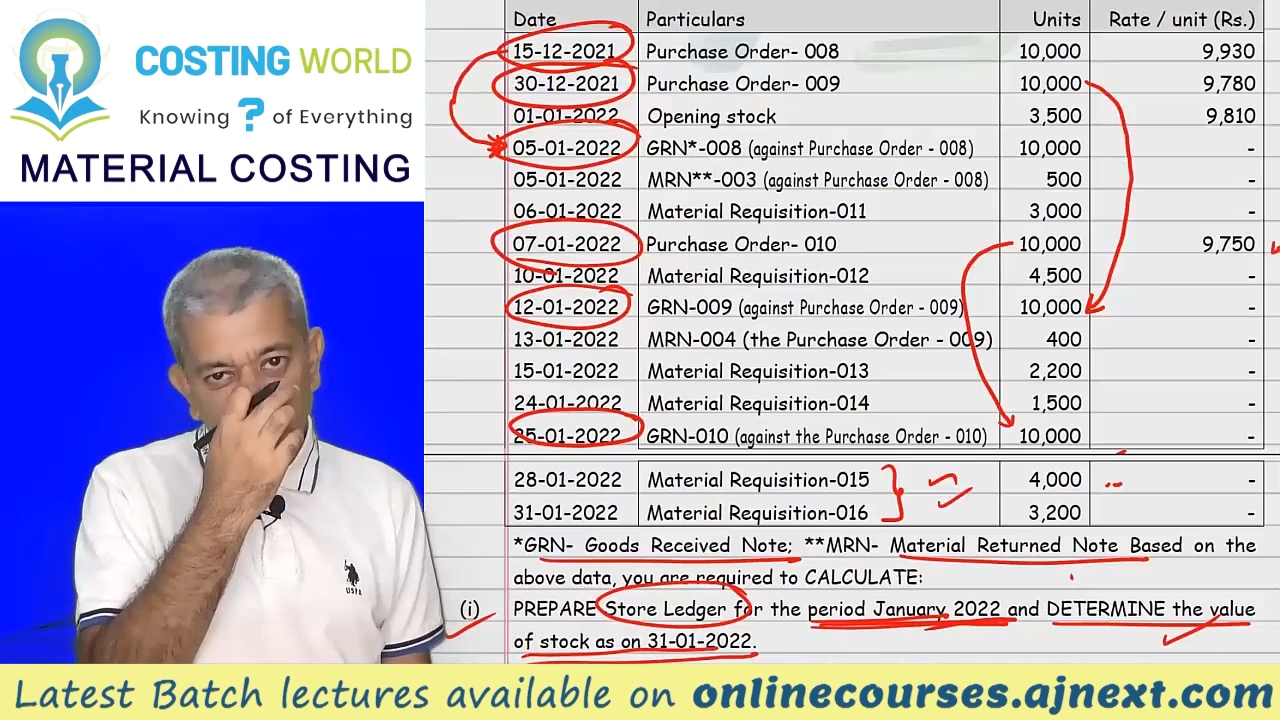 COSTING WORLD
Knowing ? of Everything
MATERIAL COSTING
Date Particulars Units Rate / unit (Rs.)
15-12-2021 Purchase Order- 008 10,000 9,930
30-12-2021 Purchase Order- 009 10,000 9,780
01-01-2022 Opening stock 3,500 9,810
05-01-2022 GRN*-008 (against Purchase Order - 008) 10,000 -
05-01-2022 MRN**-003 (against Purchase Order - 008) 500 -
06-01-2022 Material Requisition-011 3,000 -
07-01-2022 Purchase Order- 010 10,000 9,750
10-01-2022 Material Requisition-012 4,500 -
12-01-2022 GRN-009 (against Purchase Order - 009) 10,000 -
13-01-2022 MRN-004 (the Purchase Order - 009) 400 -
15-01-2022 Material Requisition-013 2,200 -
24-01-2022 Material Requisition-014 1,500 -
25-01-2022 GRN-010 (against the Purchase Order - 010) 10,000 -
28-01-2022 Material Requisition-015 4,000 -
31-01-2022 Material Requisition-016 3,200 -
*GRN- Goods Received Note; **MRN- Material Returned Note Based on the
above data, you are required to CALCULATE:
(i) PREPARE Store Ledger for the period January 2022 and DETERMINE the value
of stock as on 31-01-2022.
USPA
Latest Batch lectures available on onlinecourses.ajnext.com